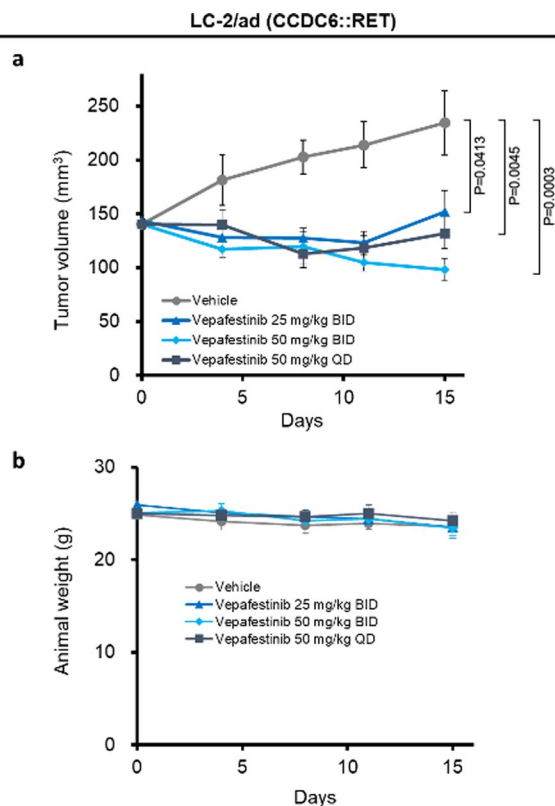 LC-2/ad (CCDC6::RET)
a
Tumor volume (mm³)
250
200
150
100
50
0
Vehicle
Vepafestinib 25 mg/kg BID
Vepafestinib 50 mg/kg BID
Vepafestinib 50 mg/kg QD
0 5 10 15
Days
P=0.0413
P=0.0045
P=0.0003
b
Animal weight (g)
30
20
10
0
Vehicle
Vepafestinib 25 mg/kg BID
Vepafestinib 50 mg/kg BID
Vepafestinib 50 mg/kg QD
0 5 10 15
Days